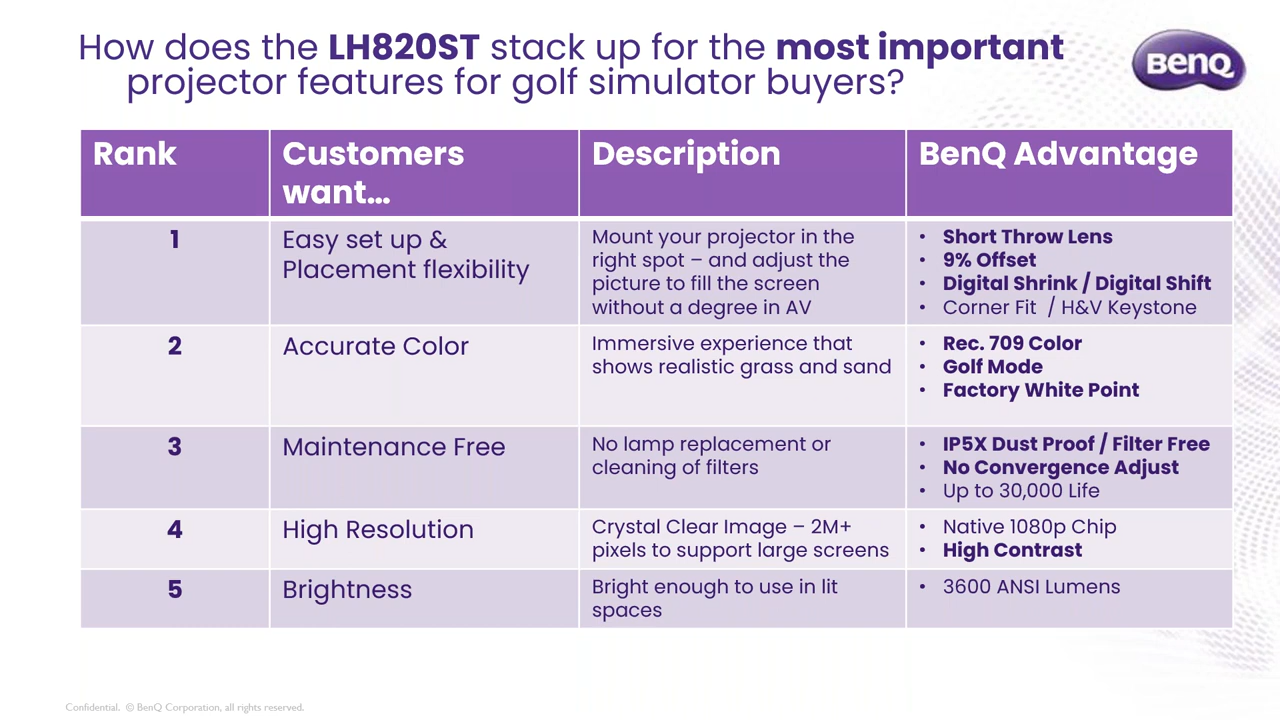 How does the LH820ST stack up for the most important
projector features for golf simulator buyers?
BenQ
Rank
Customers
want...
Description
BenQ Advantage
1
Easy set up &
Placement flexibility
Mount your projector in the
right spot – and adjust the
picture to fill the screen
without a degree in AV
• Short Throw Lens
• 9% Offset
• Digital Shrink / Digital Shift
• Corner Fit / H&V Keystone
2
Accurate Color
Immersive experience that
shows realistic grass and sand
• Rec. 709 Color
• Golf Mode
• Factory White Point
3
Maintenance Free
No lamp replacement or
cleaning of filters
• IP5X Dust Proof / Filter Free
• No Convergence Adjust
• Up to 30,000 Life
4
High Resolution
Crystal Clear Image – 2M+
pixels to support large screens
• Native 1080p Chip
• High Contrast
5
Brightness
Bright enough to use in lit
spaces
• 3600 ANSI Lumens
Confidential. © BenQ Corporation, all rights reserved.